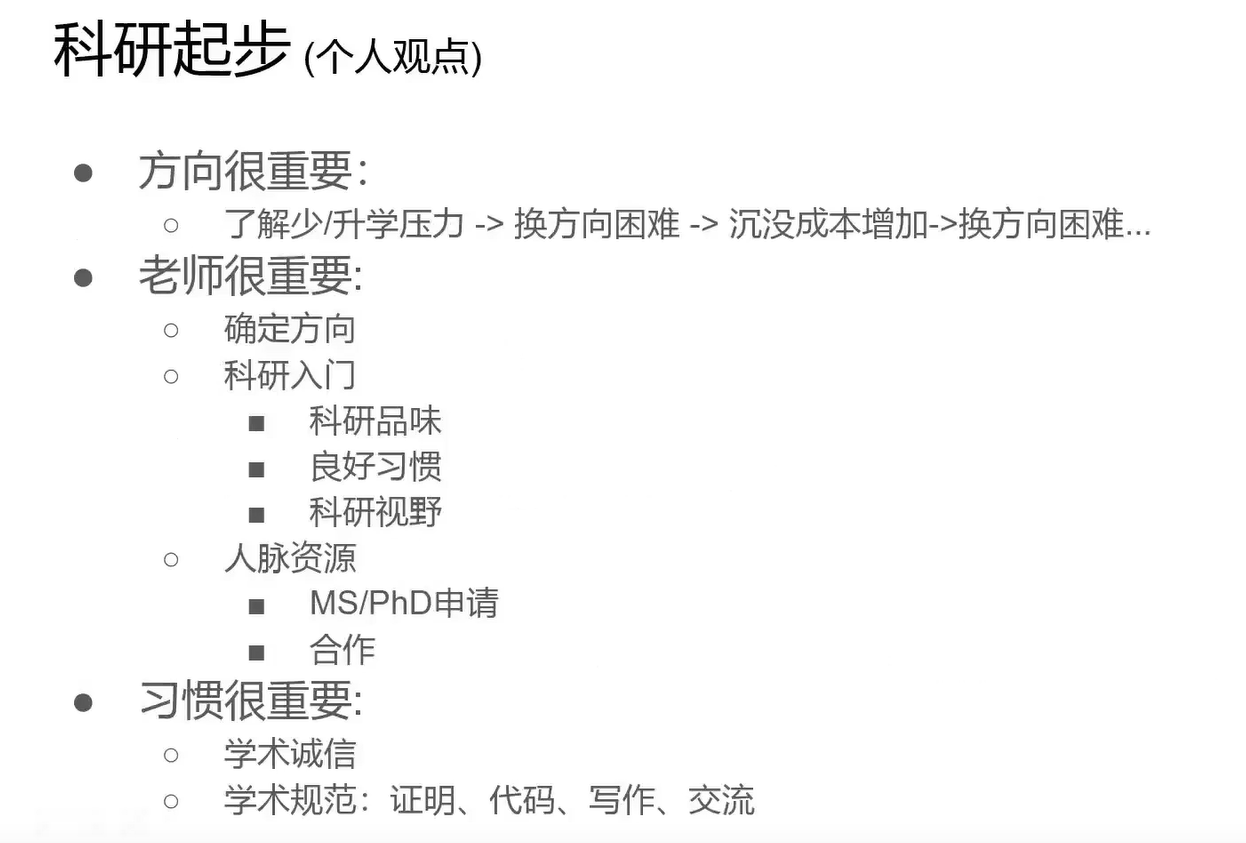 科研起步 (个人观点)
● 方向很重要：
○ 了解少/升学压力 -> 换方向困难 -> 沉没成本增加->换方向困难...
● 老师很重要:
○ 确定方向
○ 科研入门
■ 科研品味
■ 良好习惯
■ 科研视野
○ 人脉资源
■ MS/PhD申请
■ 合作
● 习惯很重要:
○ 学术诚信
○ 学术规范：证明、代码、写作、交流